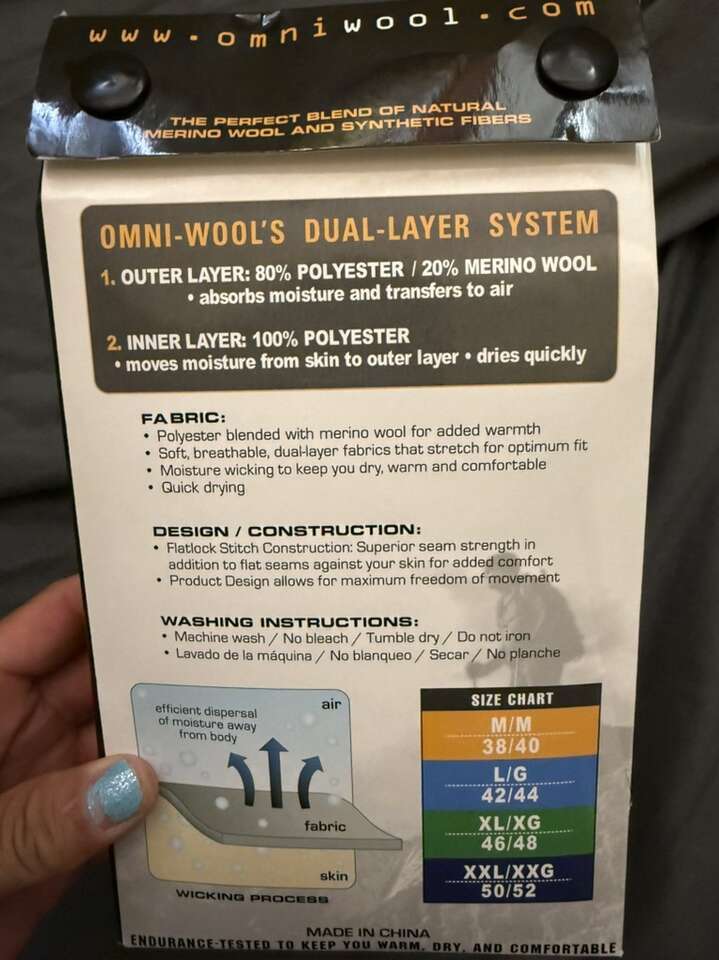 www.omniwool.com
THE PERFECT BLEND OF NATURAL
MERINO WOOL AND SYNTHETIC FIBERS
OMNI-WOOL'S DUAL-LAYER SYSTEM
1. OUTER LAYER: 80% POLYESTER / 20% MERINO WOOL
• absorbs moisture and transfers to air
2. INNER LAYER: 100% POLYESTER
• moves moisture from skin to outer layer • dries quickly
FABRIC:
• Polyester blended with merino wool for added warmth
• Soft, breathable, dual-layer fabrics that stretch for optimum fit
• Moisture wicking to keep you dry, warm and comfortable
• Quick drying
DESIGN / CONSTRUCTION:
• Flatlock Stitch Construction: Superior seam strength in
addition to flat seams against your skin for added comfort
• Product Design allows for maximum freedom of movement
WASHING INSTRUCTIONS:
• Machine wash / No bleach / Tumble dry / Do not iron
• Lavado de la máquina / No blanqueo / Secar / No planche
efficient dispersal
of moisture away
from body
air
fabric
skin
WICKING PROCESS
SIZE CHART
M/M
38/40
L/G
42/44
XL/XG
46/48
XXL/XXG
50/52
MADE IN CHINA
ENDURANCE-TESTED TO KEEP YOU WARM, DRY, AND COMFORTABLE